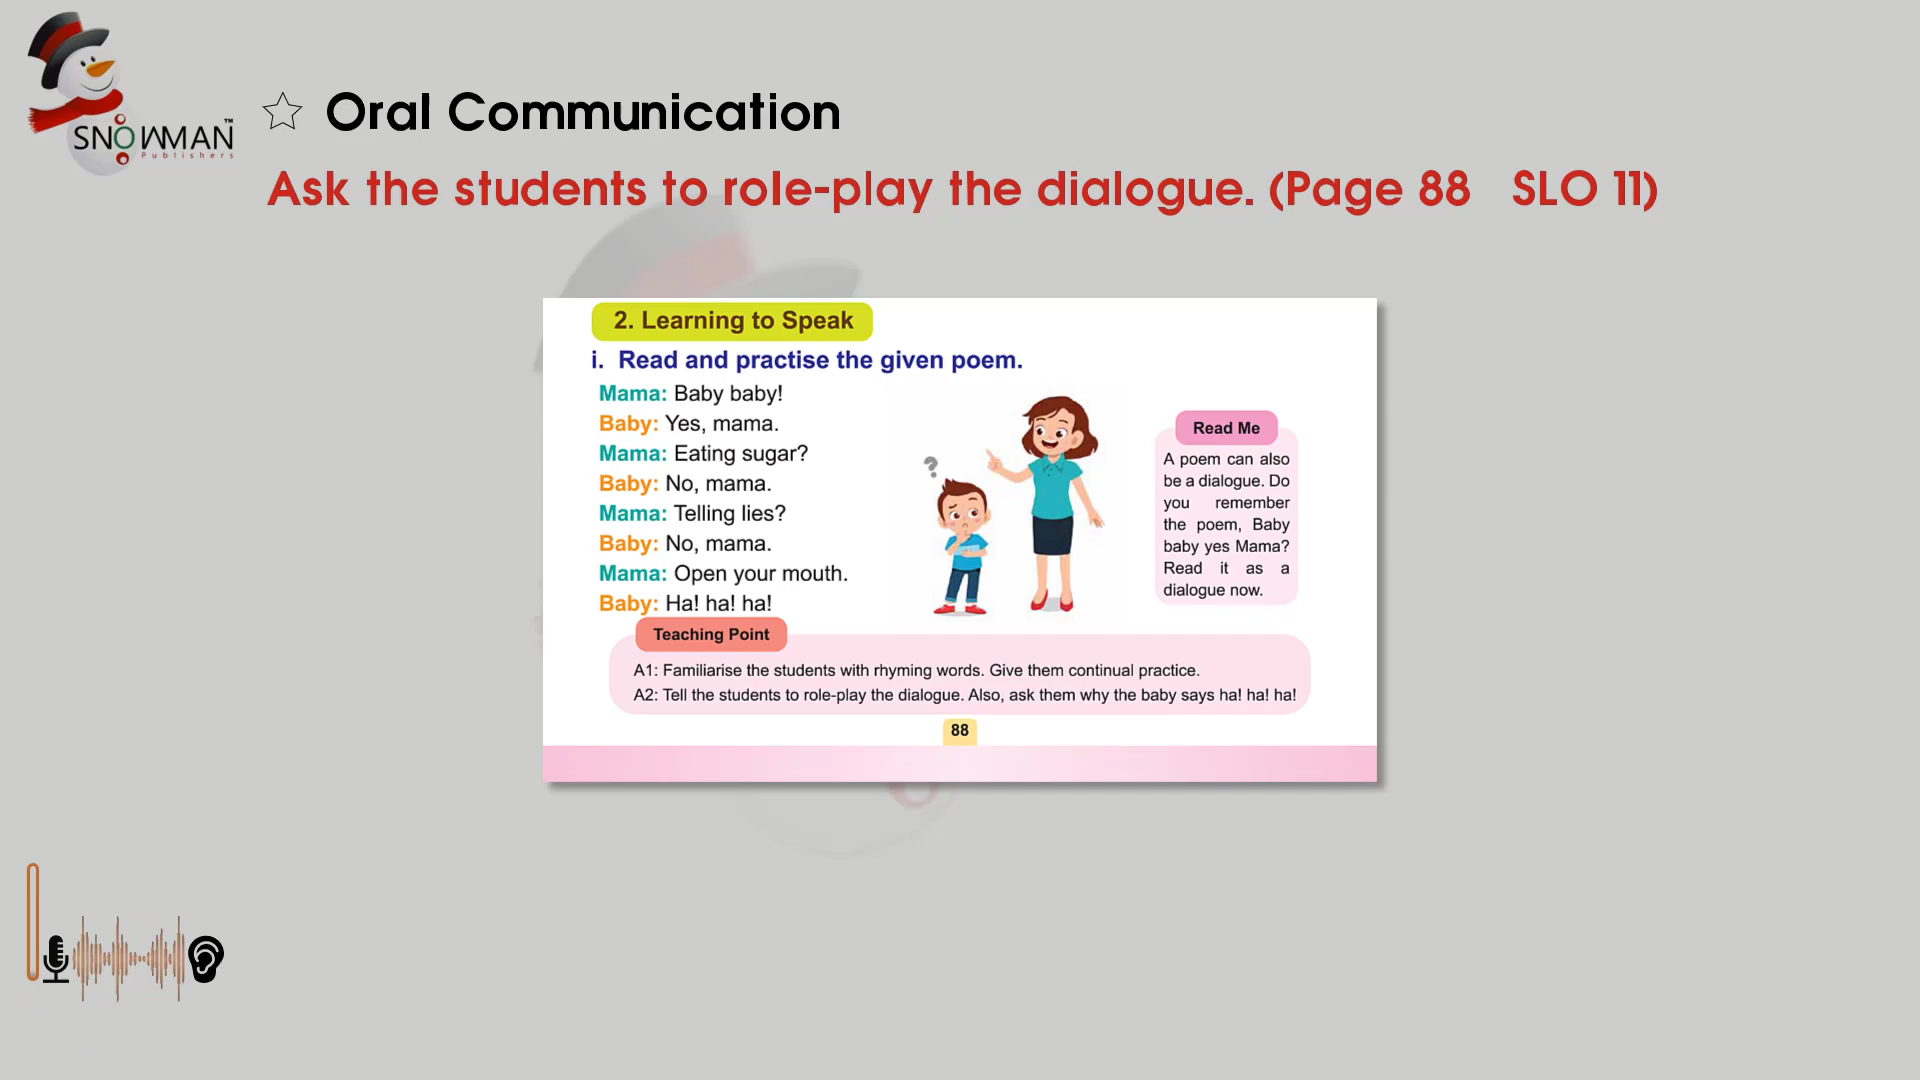 SNOWMAN™
Publishers
Oral Communication
Ask the students to role-play the dialogue. (Page 88 SLO 11)
2. Learning to Speak
i. Read and practise the given poem.
Mama: Baby baby!
Baby: Yes, mama.
Mama: Eating sugar?
Baby: No, mama.
Mama: Telling lies?
Baby: No, mama.
Mama: Open your mouth.
Baby: Ha! ha! ha!
?
Read Me
A poem can also
be a dialogue. Do
you remember
the poem, Baby
baby yes Mama?
Read it as a
dialogue now.
Teaching Point
A1: Familiarise the students with rhyming words. Give them continual practice.
A2: Tell the students to role-play the dialogue. Also, ask them why the baby says ha! ha! ha!
88